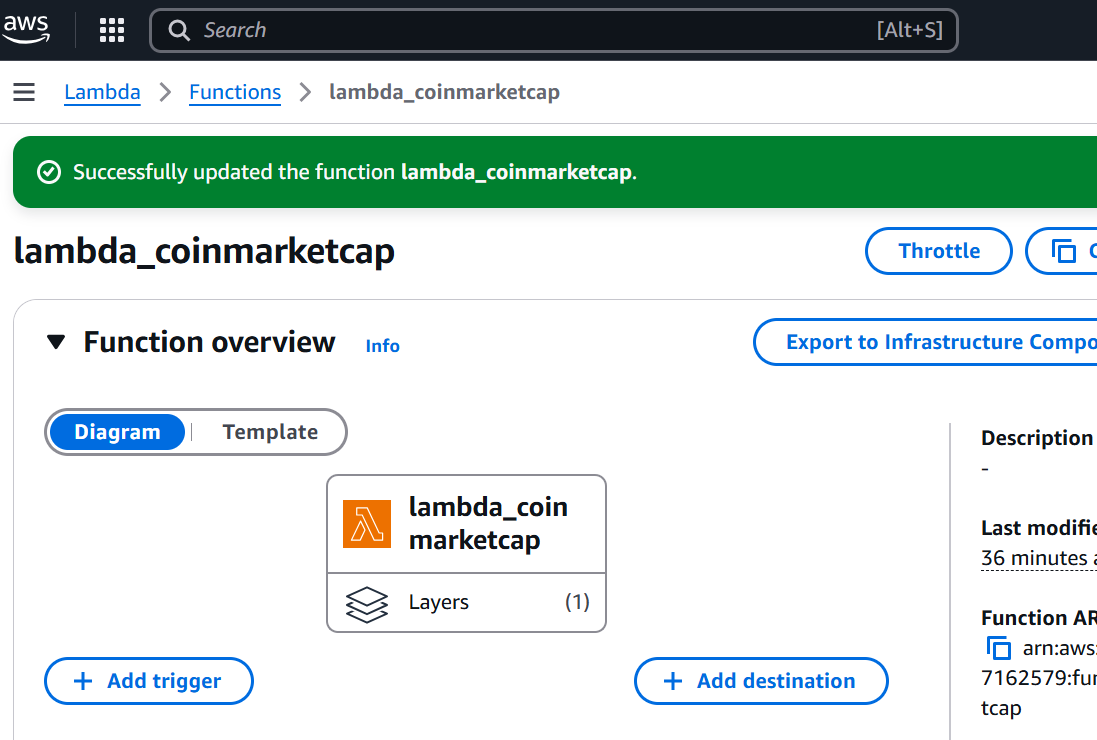 aws
Search [Alt+S]
Lambda > Functions > lambda_coinmarketcap
Successfully updated the function lambda_coinmarketcap.
lambda_coinmarketcap
Throttle
Function overview Info
Export to Infrastructure
Diagram | Template
Description
-
lambda_coin
marketcap
Last
36 minutes
Layers (1)
Function
arn:aws:
7162579:
tcap
+ Add trigger
+ Add destination